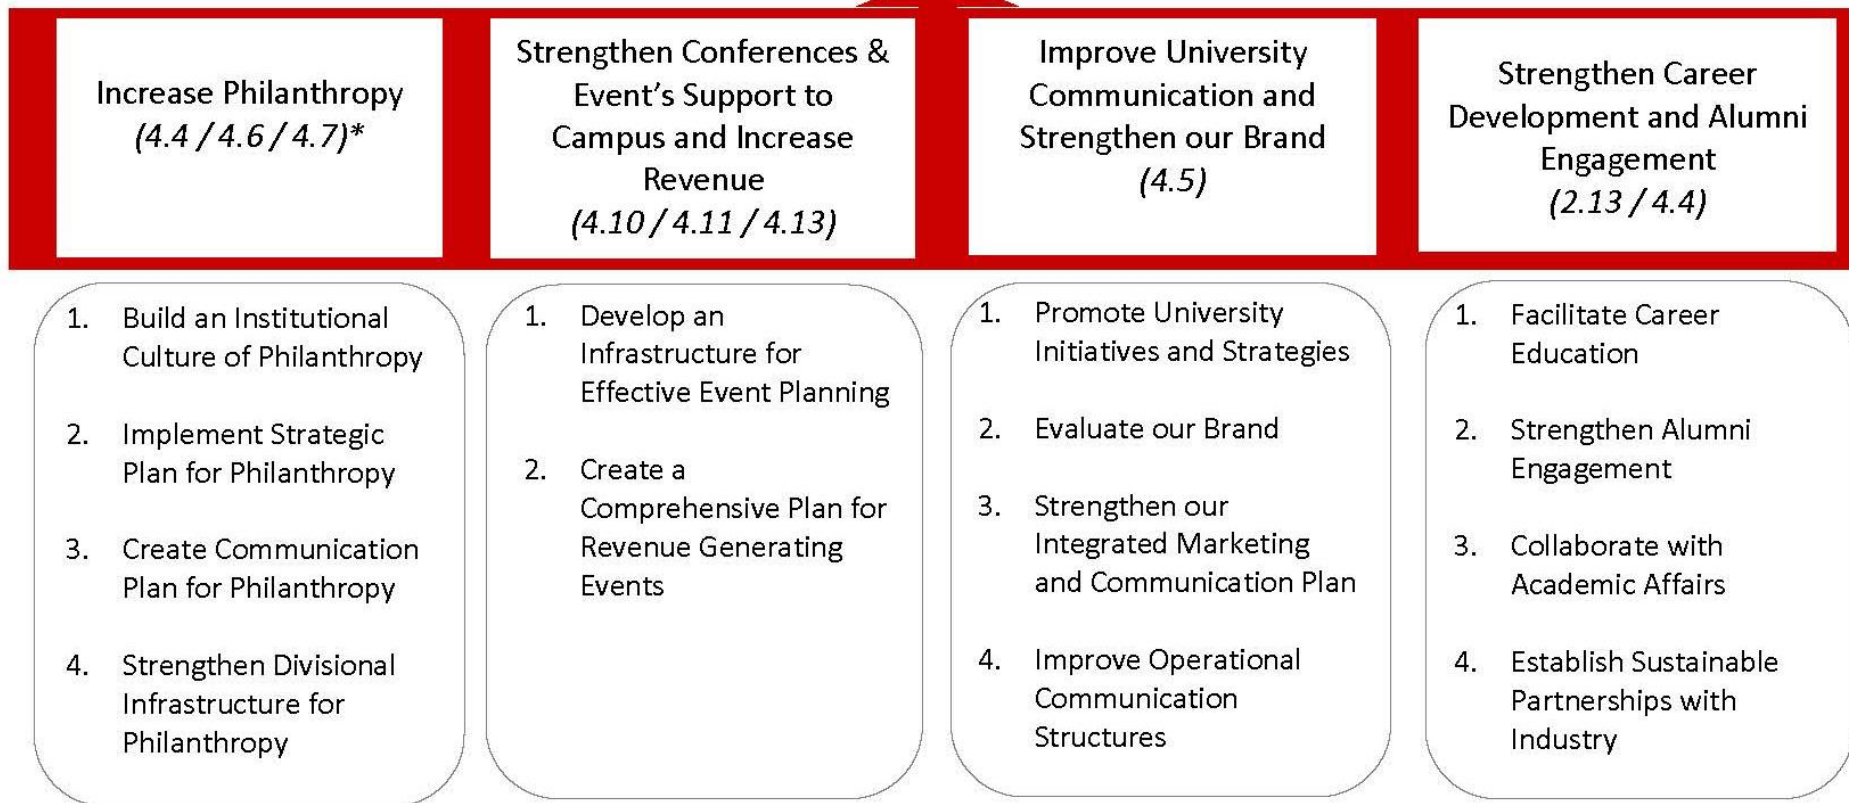 Increase Philanthropy
(4.4 / 4.6 / 4.7)*
Strengthen Conferences &
Event’s Support to
Campus and Increase
Revenue
(4.10 / 4.11 / 4.13)
Improve University
Communication and
Strengthen our Brand
(4.5)
Strengthen Career
Development and Alumni
Engagement
(2.13 / 4.4)
1. Build an Institutional
Culture of Philanthropy
2. Implement Strategic
Plan for Philanthropy
3. Create Communication
Plan for Philanthropy
4. Strengthen Divisional
Infrastructure for
Philanthropy
1. Develop an
Infrastructure for
Effective Event Planning
2. Create a
Comprehensive Plan for
Revenue Generating
Events
1. Promote University
Initiatives and Strategies
2. Evaluate our Brand
3. Strengthen our
Integrated Marketing
and Communication Plan
4. Improve Operational
Communication
Structures
1. Facilitate Career
Education
2. Strengthen Alumni
Engagement
3. Collaborate with
Academic Affairs
4. Establish Sustainable
Partnerships with
Industry